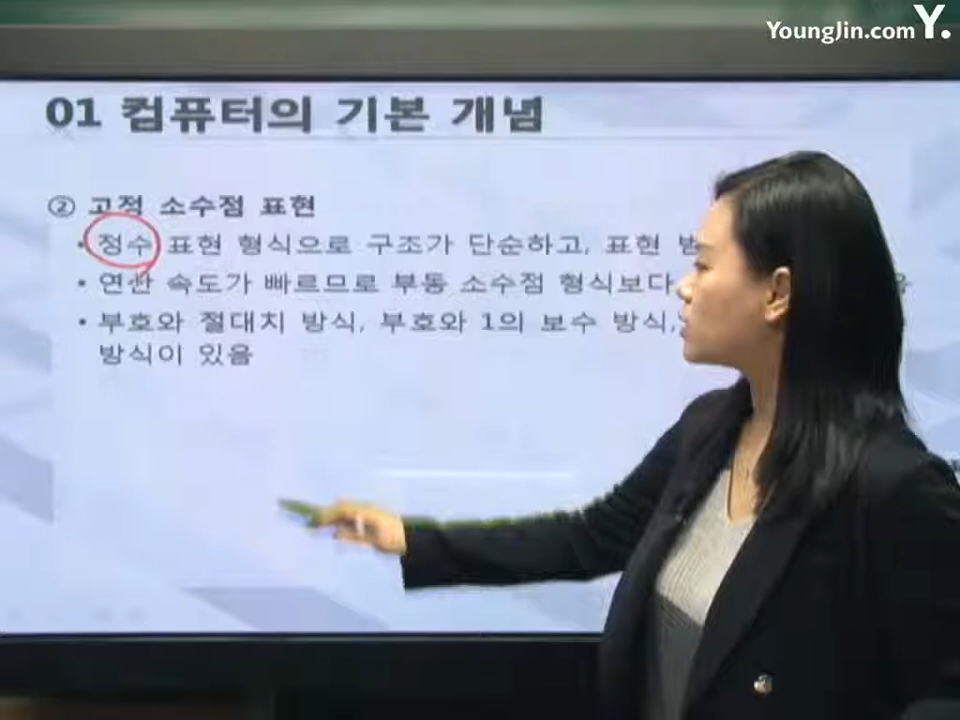 YoungJin.com Y.
01 컴퓨터의 기본 개념
② 고정 소수점 표현
• 정수 표현 형식으로 구조가 단순하고, 표현
• 연산 속도가 빠르므로 부동 소수점 형식보다
• 부호와 절대치 방식, 부호와 1의 보수 방식,
방식이 있음